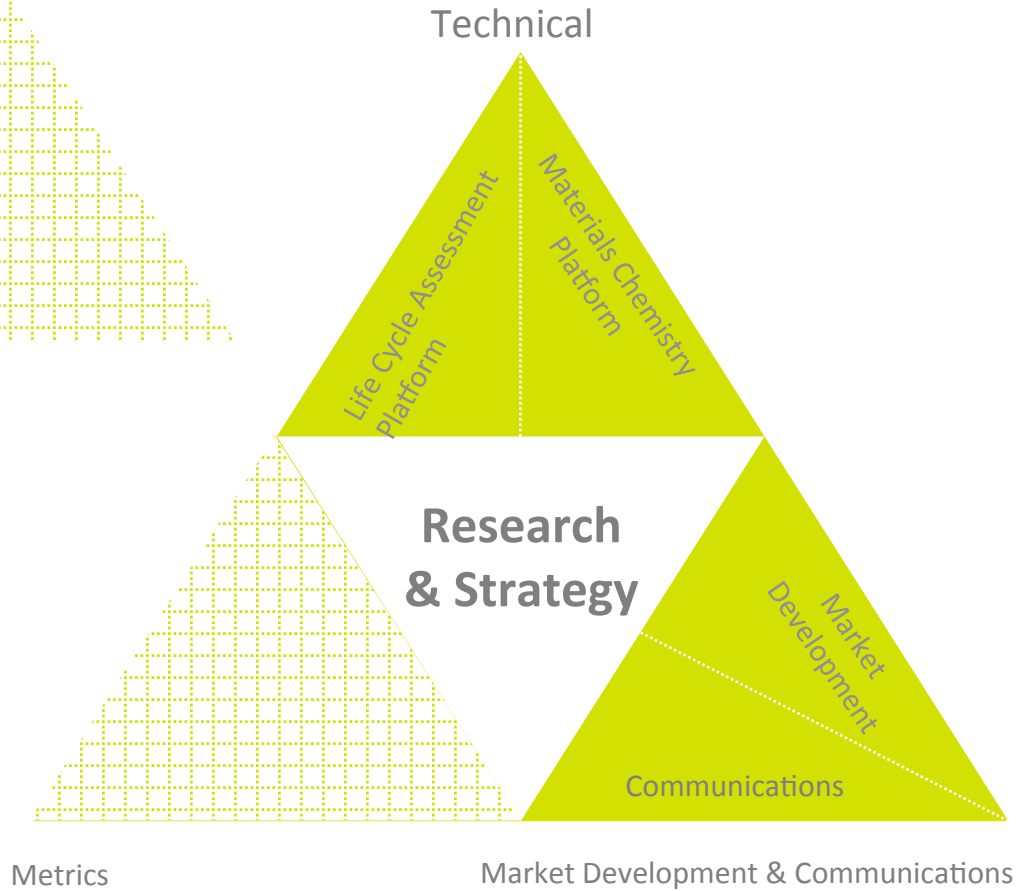 Technical
Life Cycle Assessment
Platform
Materials Chemistry
Platform
Research
& Strategy
Market
Development
Communications
Metrics
Market Development & Communications